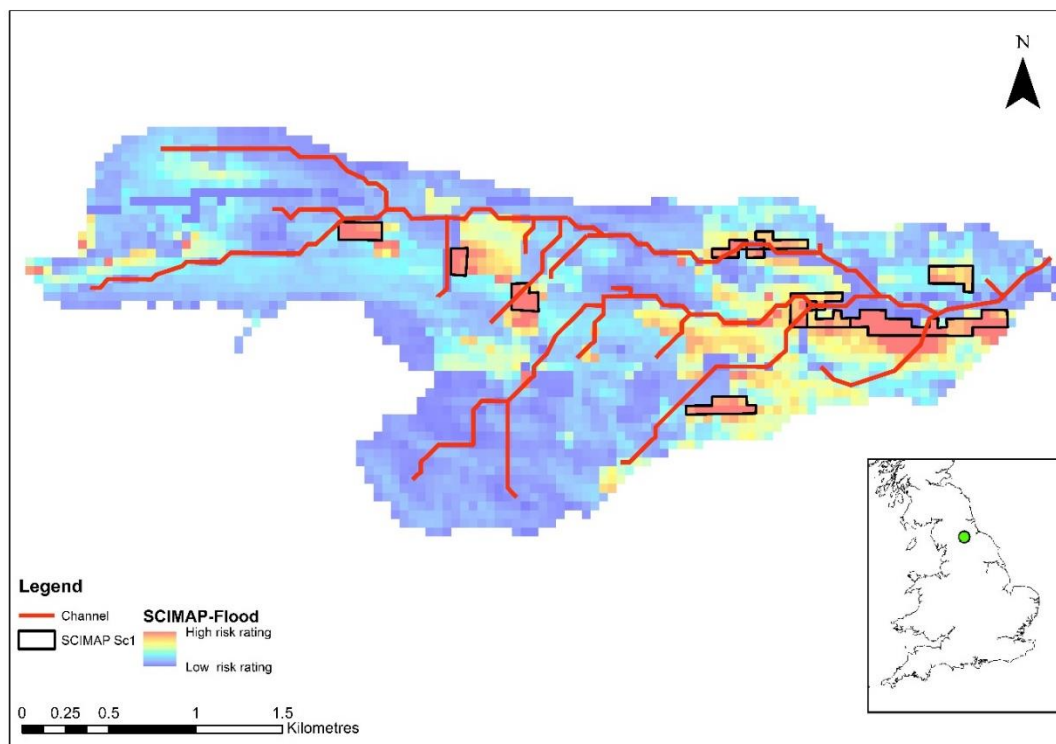 N
Legend
Channel
SCIMAP Sc1
SCIMAP-Flood
High risk rating
Low risk rating
0 0.25 0.5 1 1.5
Kilometres